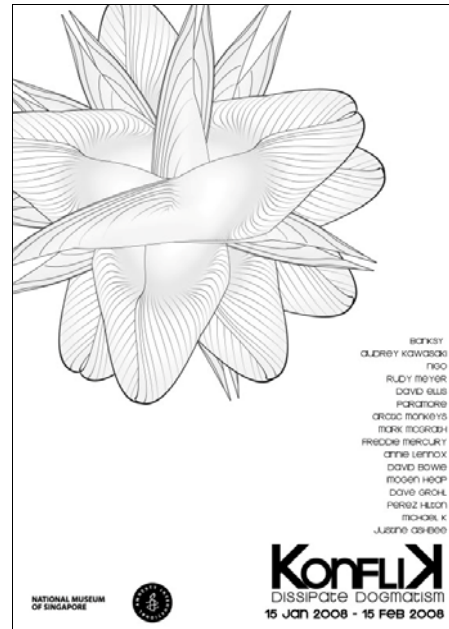 BANKSY
AUDREY KAWASAKI
NIGO
RUDY MEYER
DAVID ELLIS
PARAMORE
ARCTIC MONKEYS
MARK MCGRATH
FREDDIE MERCURY
ANNIE LENNOX
DAVID BOWIE
IMOGEN HEAP
DAVE GROHL
PEREZ HILTON
MICHAEL K
JUSTINE ASHBEE
KONFLIK
DISSIPATE DOGMATISM
15 JAN 2008 - 15 FEB 2008
NATIONAL MUSEUM
OF SINGAPORE